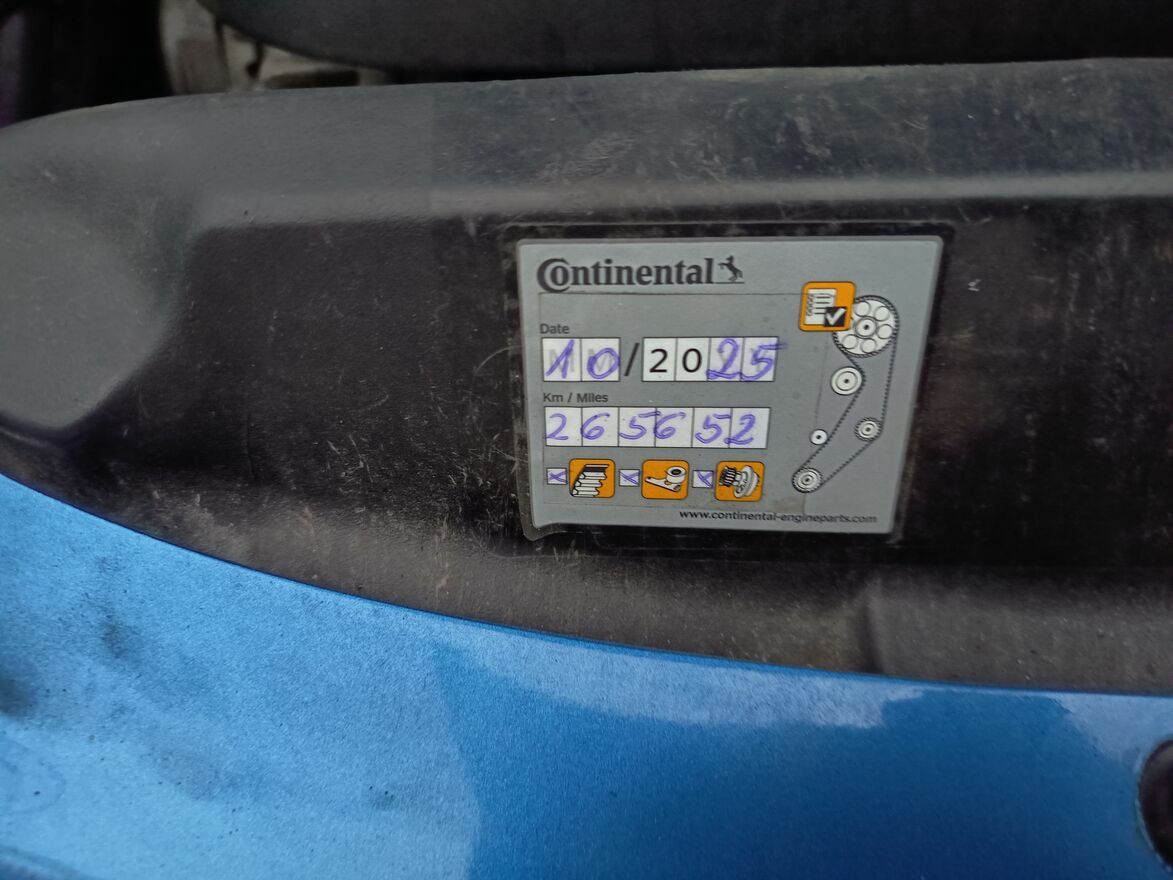 Continental
Date
10/2025
Km / Miles
265652
www.continental-engineparts.com